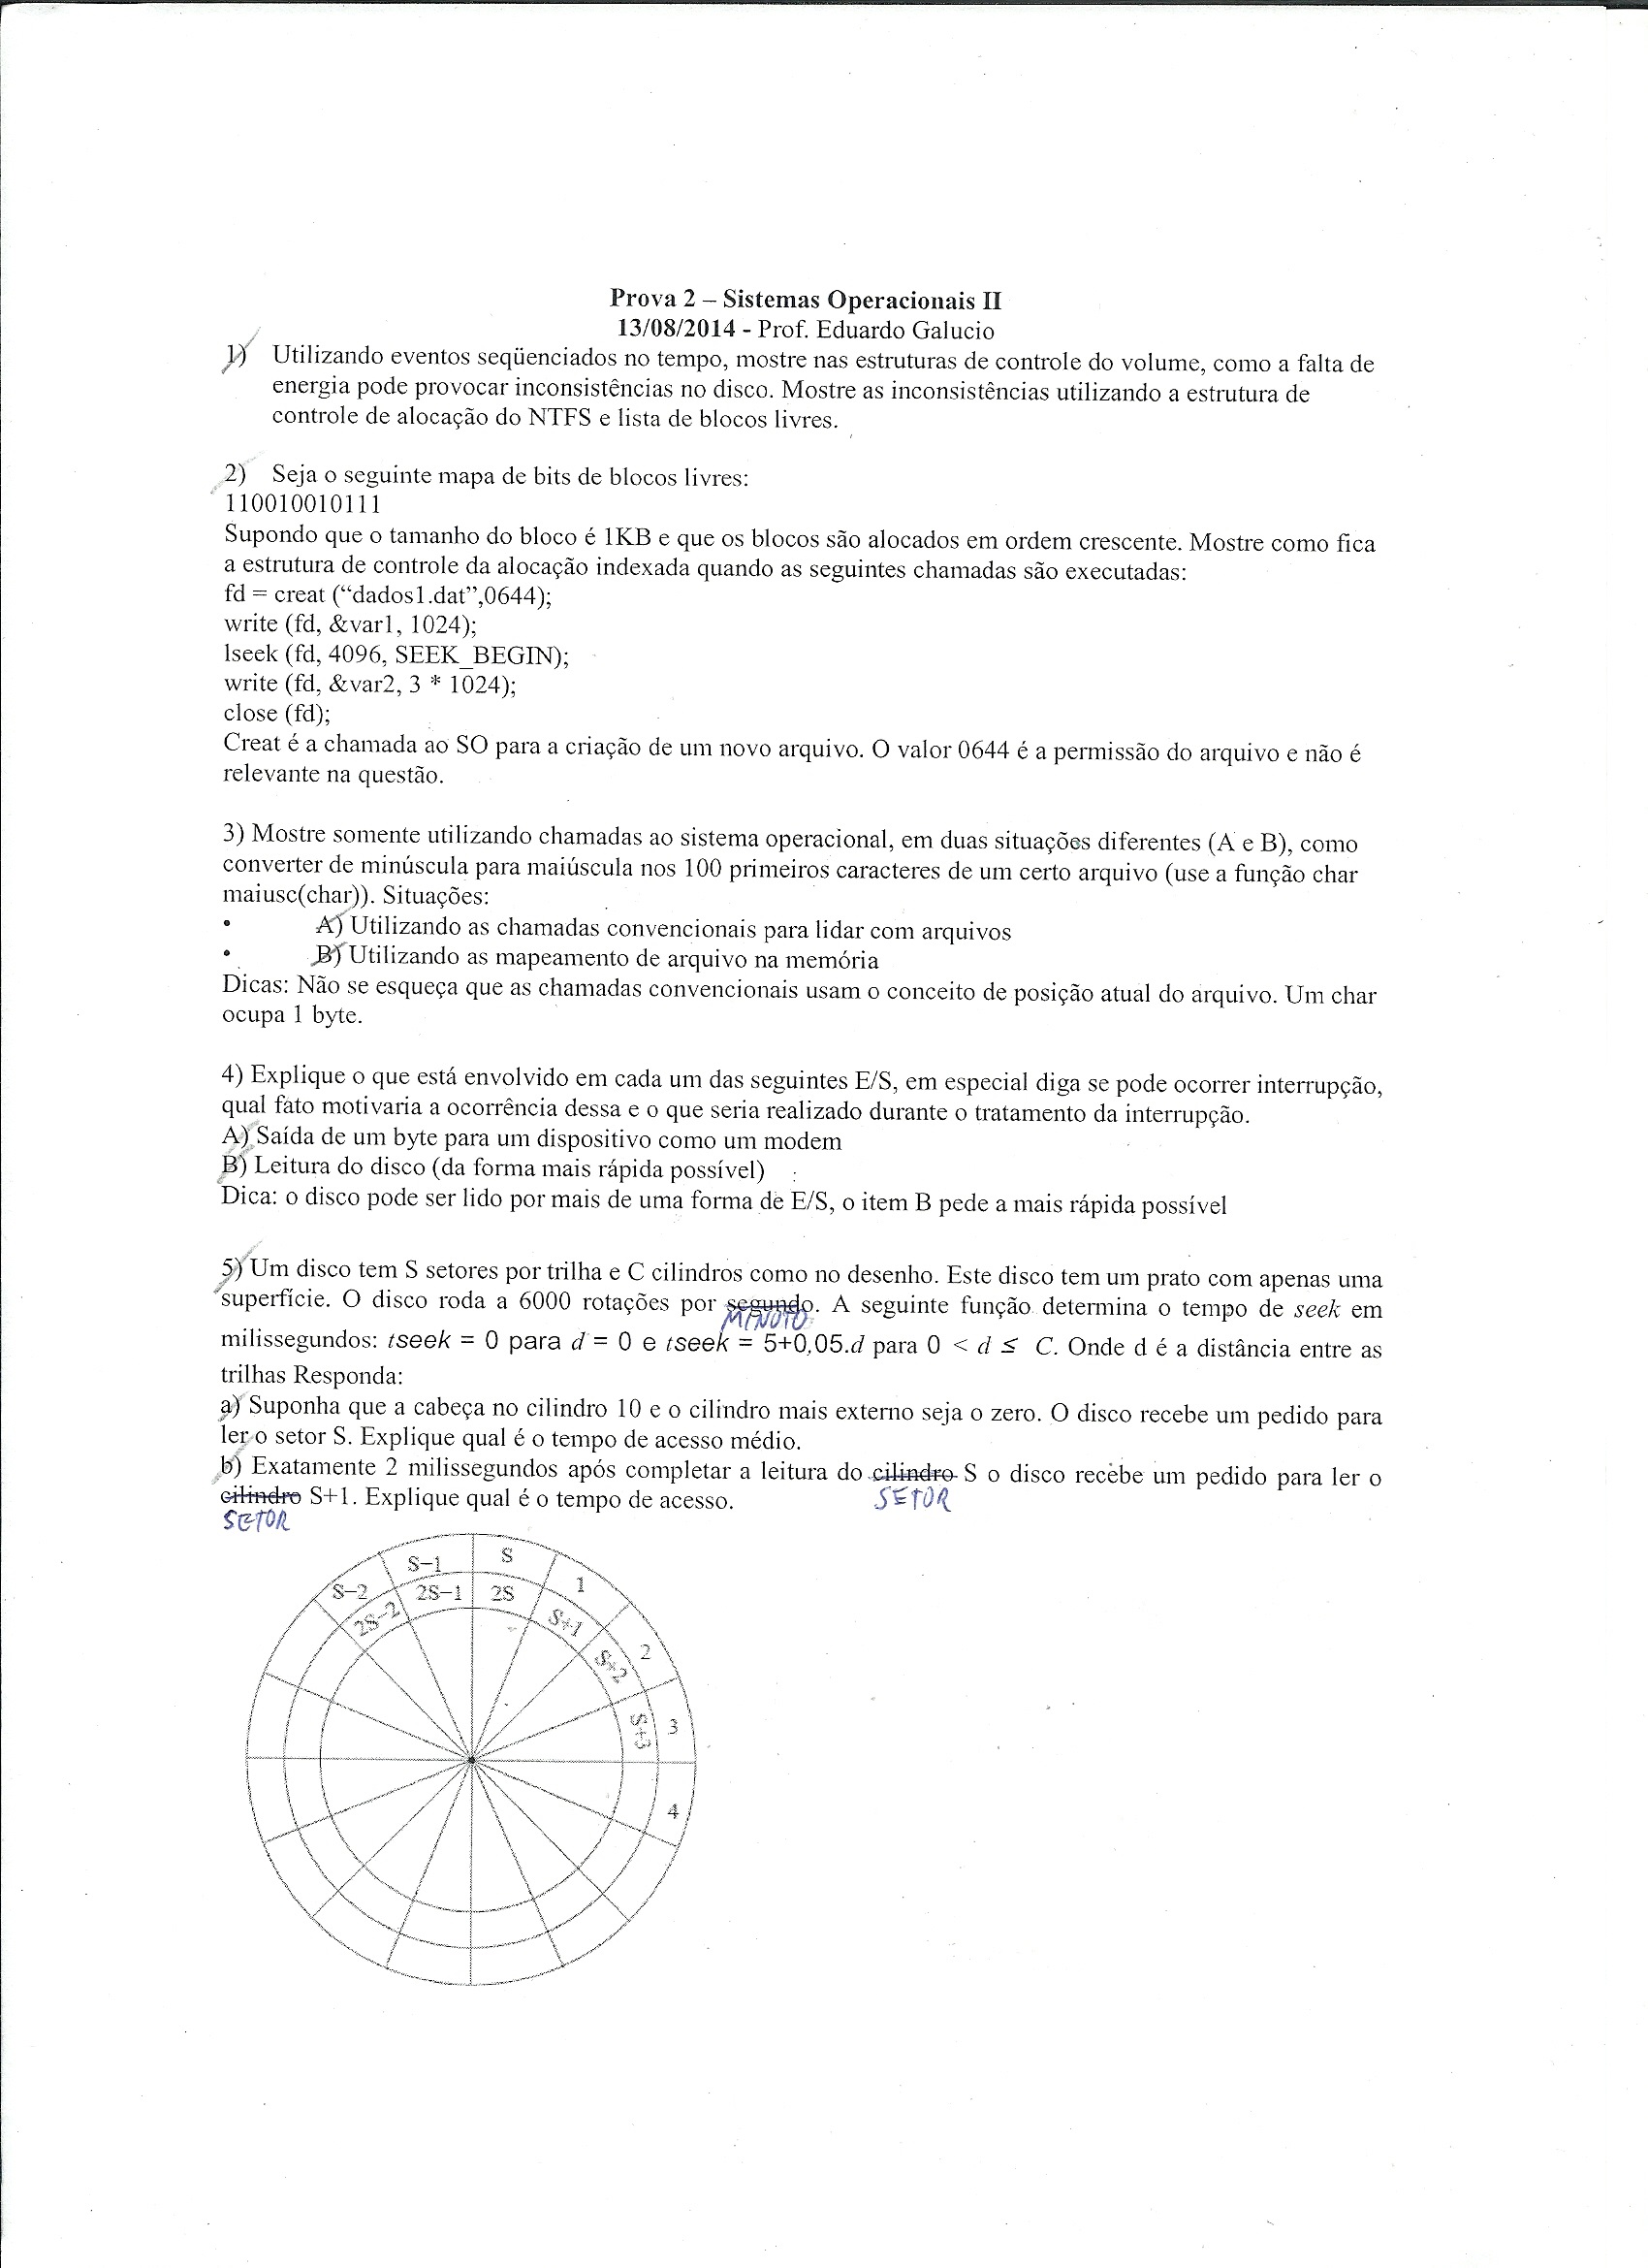 Prova 2 – Sistemas Operacionais II
13/08/2014 - Prof. Eduardo Galucio
1) Utilizando eventos seqüenciados no tempo, mostre nas estruturas de controle do volume, como a falta de
energia pode provocar inconsistências no disco. Mostre as inconsistências utilizando a estrutura de
controle de alocação do NTFS e lista de blocos livres.
2) Seja o seguinte mapa de bits de blocos livres:
110010010111
Supondo que o tamanho do bloco é 1KB e que os blocos são alocados em ordem crescente. Mostre como fica
a estrutura de controle da alocação indexada quando as seguintes chamadas são executadas:
fd = creat (“dados1.dat”,0644);
write (fd, &var1, 1024);
lseek (fd, 4096, SEEK_BEGIN);
write (fd, &var2, 3 * 1024);
close (fd);
Creat é a chamada ao SO para a criação de um novo arquivo. O valor 0644 é a permissão do arquivo e não é
relevante na questão.
3) Mostre somente utilizando chamadas ao sistema operacional, em duas situações diferentes (A e B), como
converter de minúscula para maiúscula nos 100 primeiros caracteres de um certo arquivo (use a função char
maiusc(char)). Situações:
• A) Utilizando as chamadas convencionais para lidar com arquivos
• B) Utilizando as mapeamento de arquivo na memória
Dicas: Não se esqueça que as chamadas convencionais usam o conceito de posição atual do arquivo. Um char
ocupa 1 byte.
4) Explique o que está envolvido em cada um das seguintes E/S, em especial diga se pode ocorrer interrupção,
qual fato motivaria a ocorrência dessa e o que seria realizado durante o tratamento da interrupção.
A) Saída de um byte para um dispositivo como um modem
B) Leitura do disco (da forma mais rápida possível)
Dica: o disco pode ser lido por mais de uma forma de E/S, o item B pede a mais rápida possível
5) Um disco tem S setores por trilha e C cilindros como no desenho. Este disco tem um prato com apenas uma
superfície. O disco roda a 6000 rotações por segundo. A seguinte função determina o tempo de seek em
MINUTO
milissegundos: tseek = 0 para d = 0 e tseek = 5+0,05.d para 0 < d ≤ C. Onde d é a distância entre as
trilhas Responda:
a) Suponha que a cabeça no cilindro 10 e o cilindro mais externo seja o zero. O disco recebe um pedido para
ler o setor S. Explique qual é o tempo de acesso médio.
b) Exatamente 2 milissegundos após completar a leitura do cilindro S o disco recebe um pedido para ler o
cilindro S+1. Explique qual é o tempo de acesso.
SETOR
SETOR
S-2 S-1 S 1
2S-2 2S-1 2S S+1
S+2 2
S+3 3
4